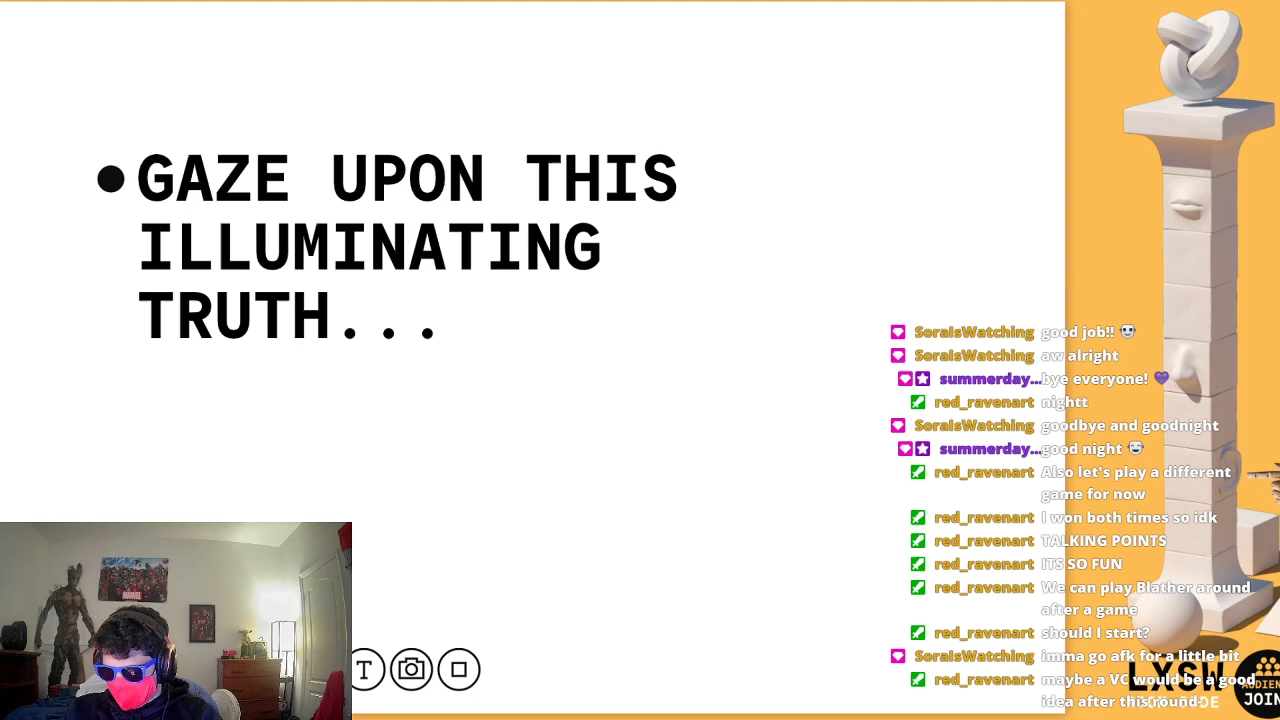 •GAZE UPON THIS
ILLUMINATING
TRUTH...
SoraIsWatching good job!!
SoraIsWatching aw alright
summerday... bye everyone!
red_ravenart nightt
SoraIsWatching goodbye and goodnight
summerday... good night
red_ravenart Also let's play a different
game for now
red_ravenart I won both times so idk
red_ravenart TALKING POINTS
red_ravenart ITS SO FUN
red_ravenart We can play Blather around
after a game
red_ravenart should I start?
SoraIsWatching imma go afk for a little bit
red_ravenart maybe a VC would be a good
idea after this round
T
LXSW
JOIN
MARVEL